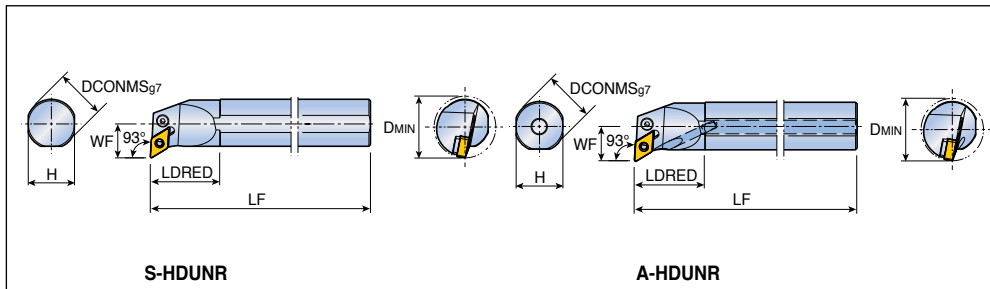 DCONMSg7
WF
93°
H
LDRED
LF
DMIN
S-HDUNR
DCONMSg7
WF
93°
H
LDRED
LF
DMIN
A-HDUNR